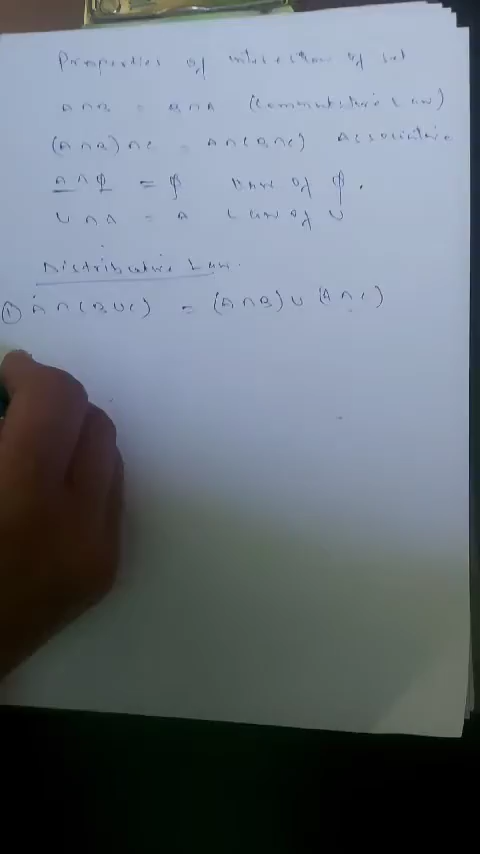 Properties of intersection of set
A ∩ B = B ∩ A (Commutative Law)
(A ∩ B) ∩ C = A ∩ (B ∩ C) Associative
A ∩ φ = φ Law of φ.
U ∩ A = A Law of U
Distributive Law.
① A ∩ (B ∪ C) = (A ∩ B) ∪ (A ∩ C)